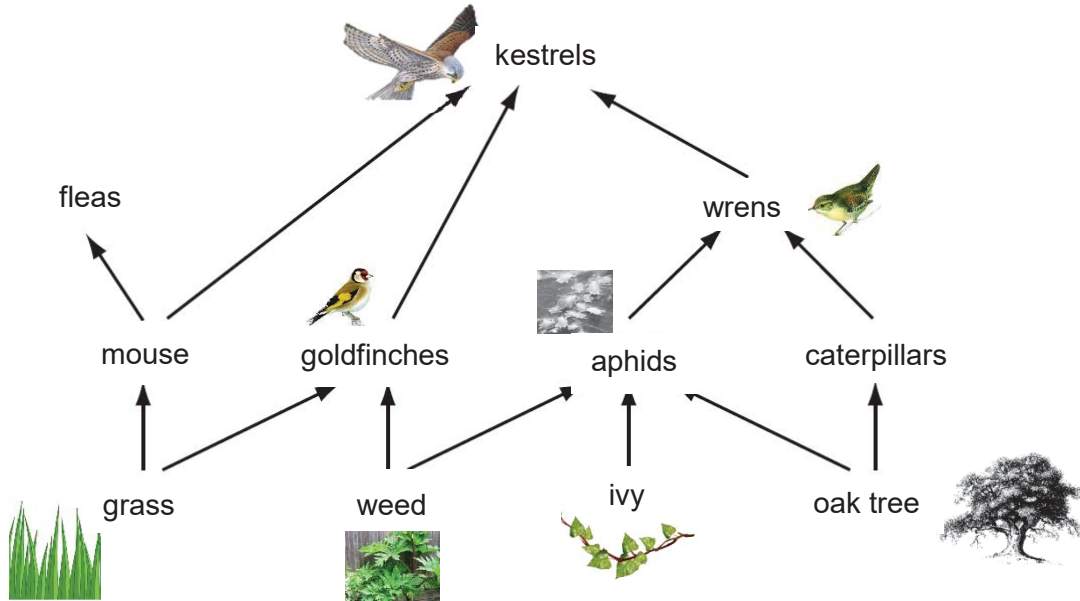 kestrels
fleas
wrens
mouse
goldfinches
aphids
caterpillars
grass
weed
ivy
oak tree